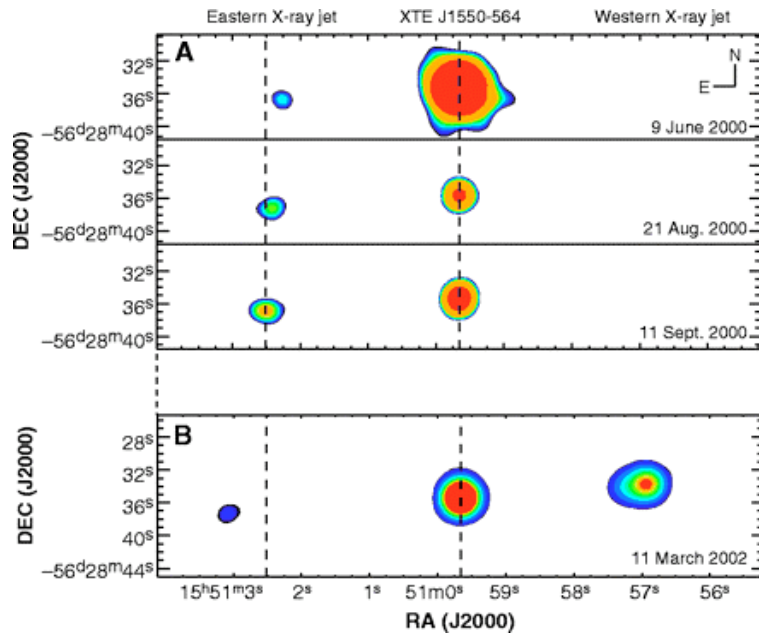 Eastern X-ray jet XTE J1550-564 Western X-ray jet
A
N
E
32ˢ
36ˢ
−56ᵈ28ᵐ40ˢ
9 June 2000
32ˢ
36ˢ
−56ᵈ28ᵐ40ˢ
21 Aug. 2000
32ˢ
36ˢ
−56ᵈ28ᵐ40ˢ
11 Sept. 2000
DEC (J2000)
B
28ˢ
32ˢ
36ˢ
40ˢ
−56ᵈ28ᵐ44ˢ
11 March 2002
DEC (J2000)
15ʰ51ᵐ3ˢ 2ˢ 1ˢ 51m0ˢ 59ˢ 58ˢ 57ˢ 56ˢ
RA (J2000)